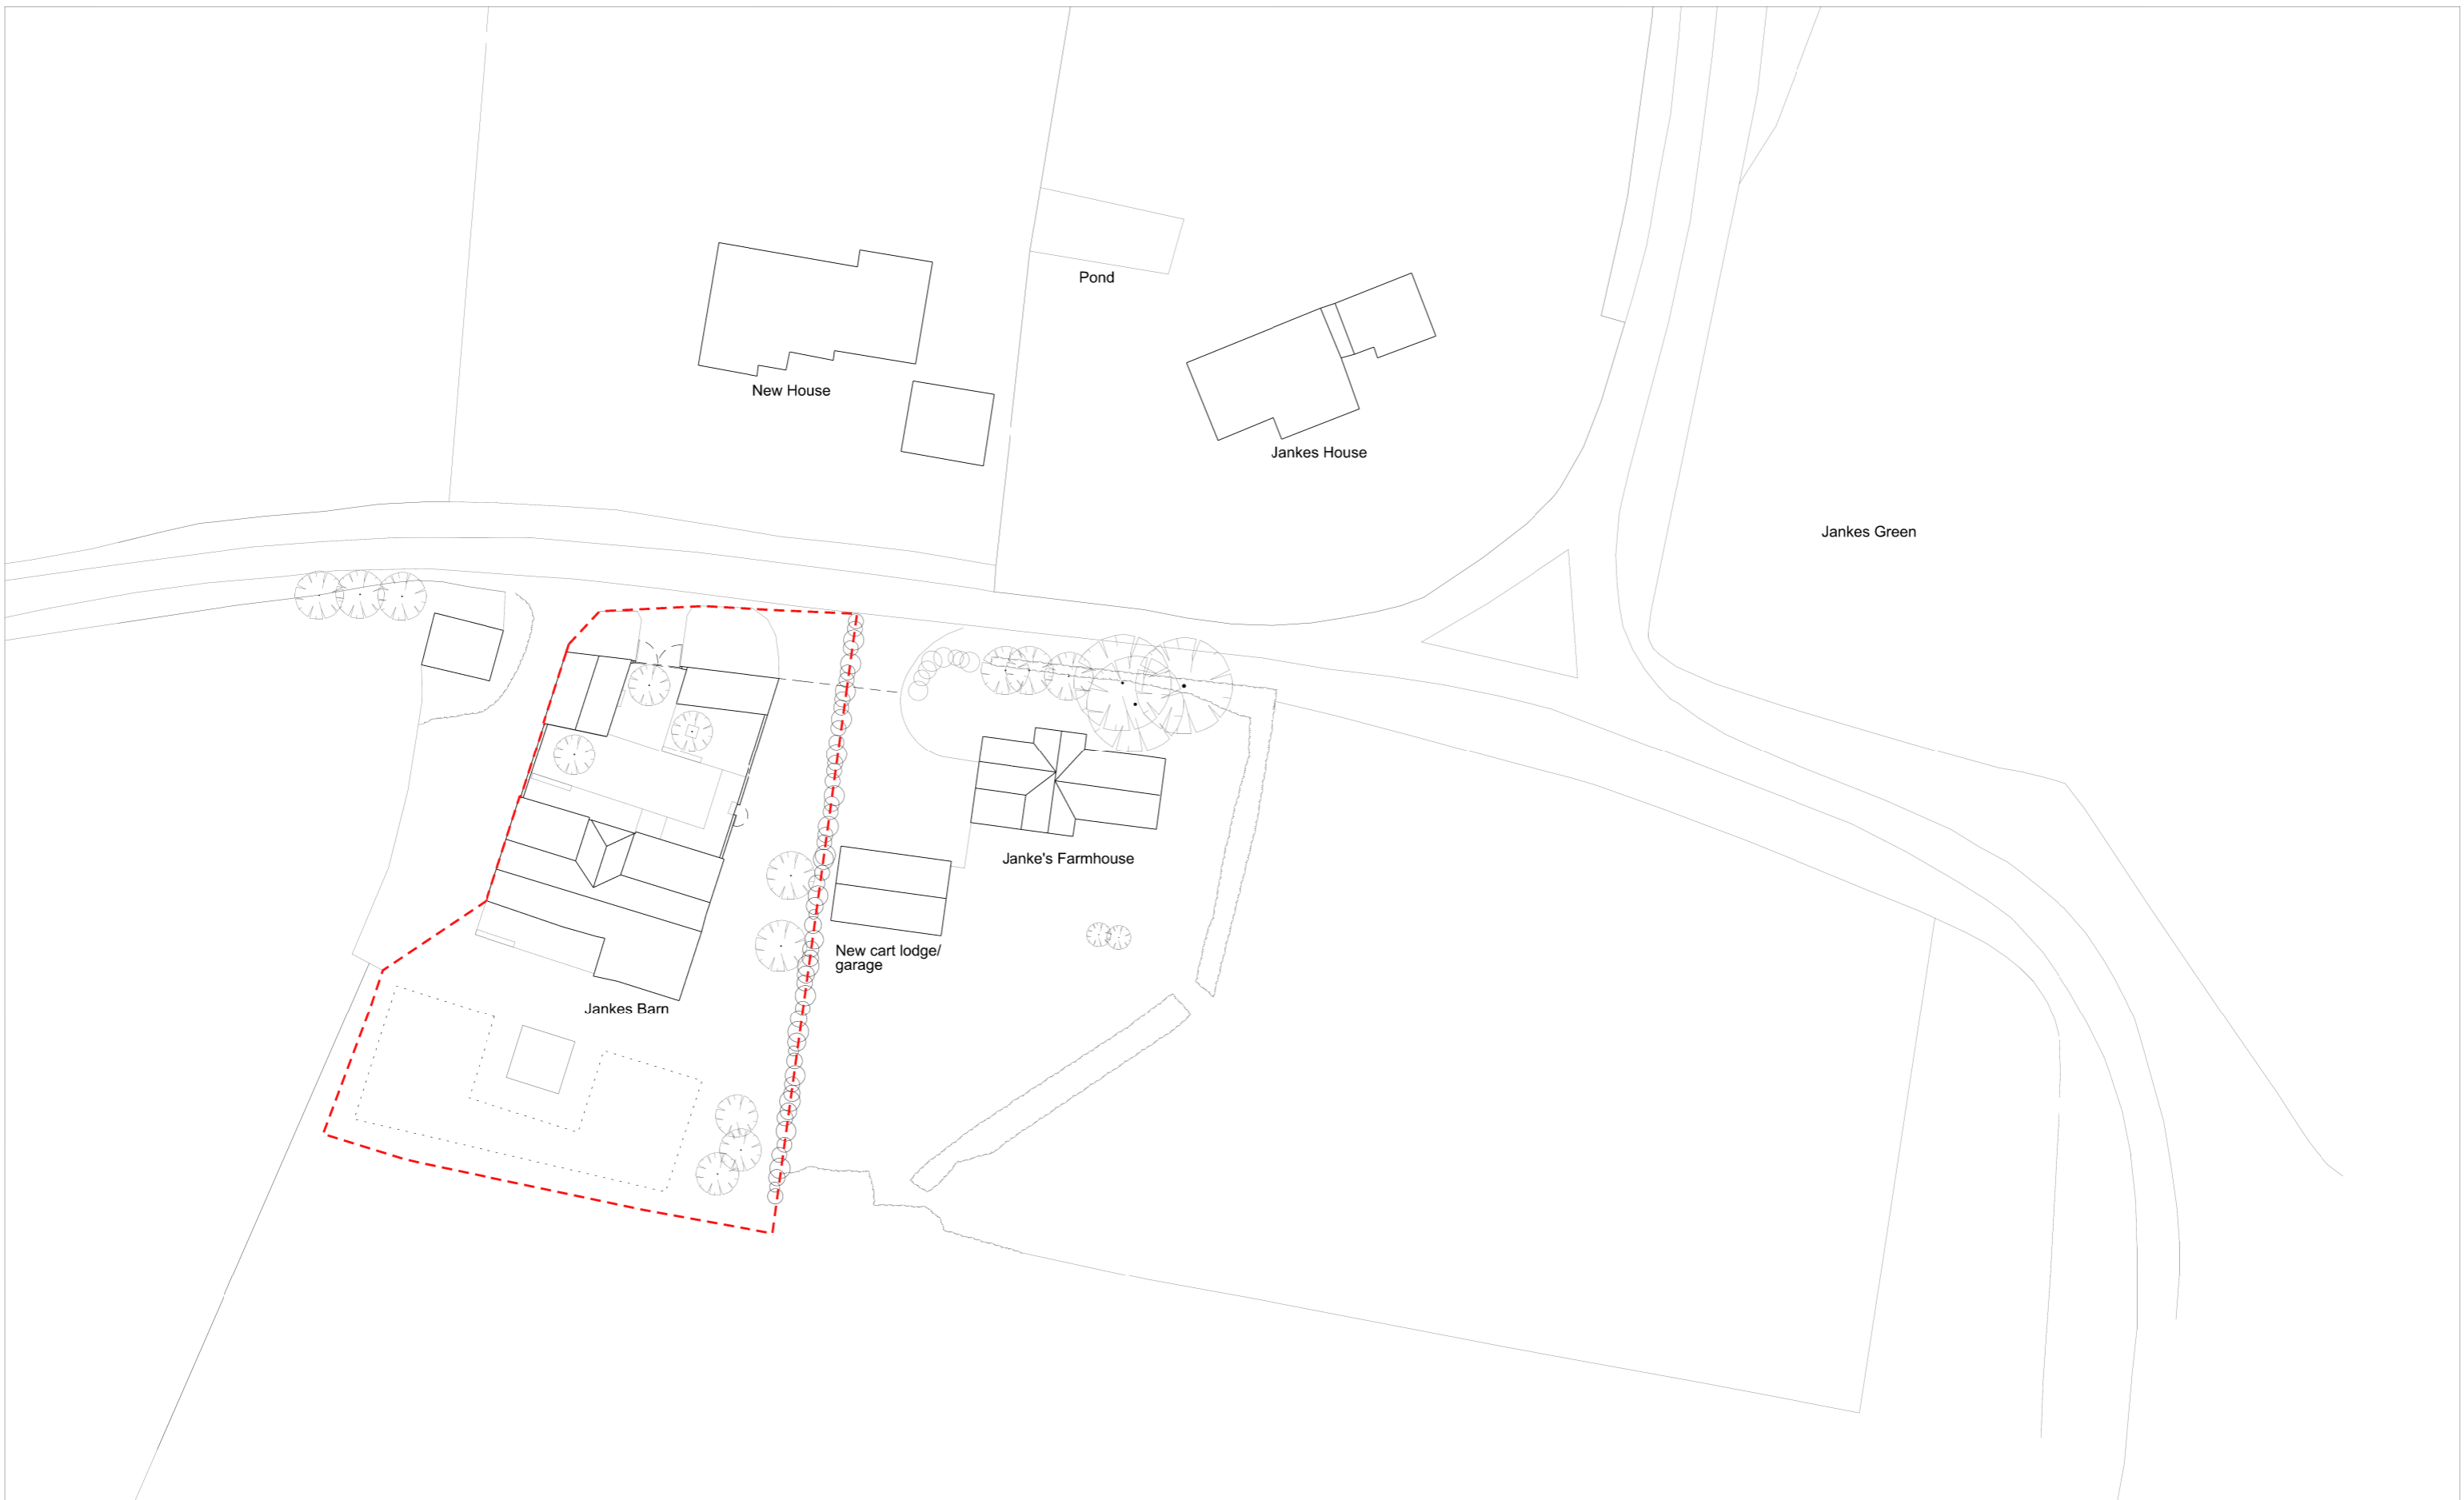 Pond
New House
Jankes House
Jankes Green
Janke's Farmhouse
New cart lodge/
garage
Jankes Barn